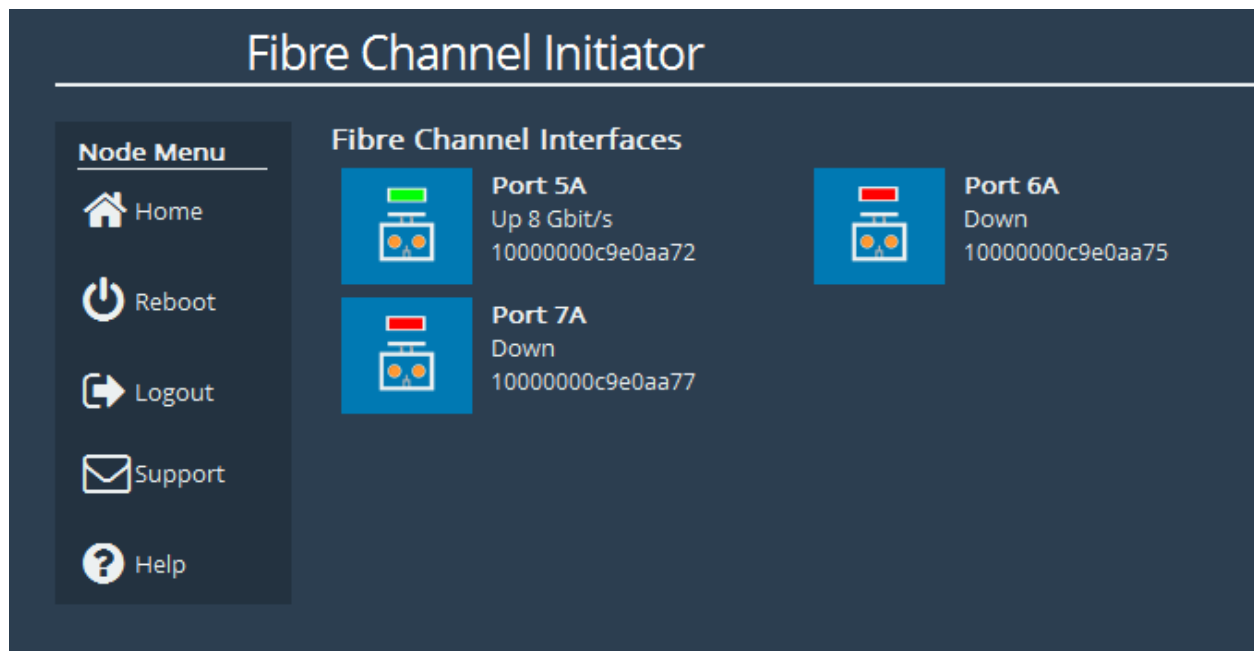 Fibre Channel Initiator
Node Menu
Home
Reboot
Logout
Support
Help
Fibre Channel Interfaces
Port 5A
Up 8 Gbit/s
10000000c9e0aa72
Port 6A
Down
10000000c9e0aa75
Port 7A
Down
10000000c9e0aa77